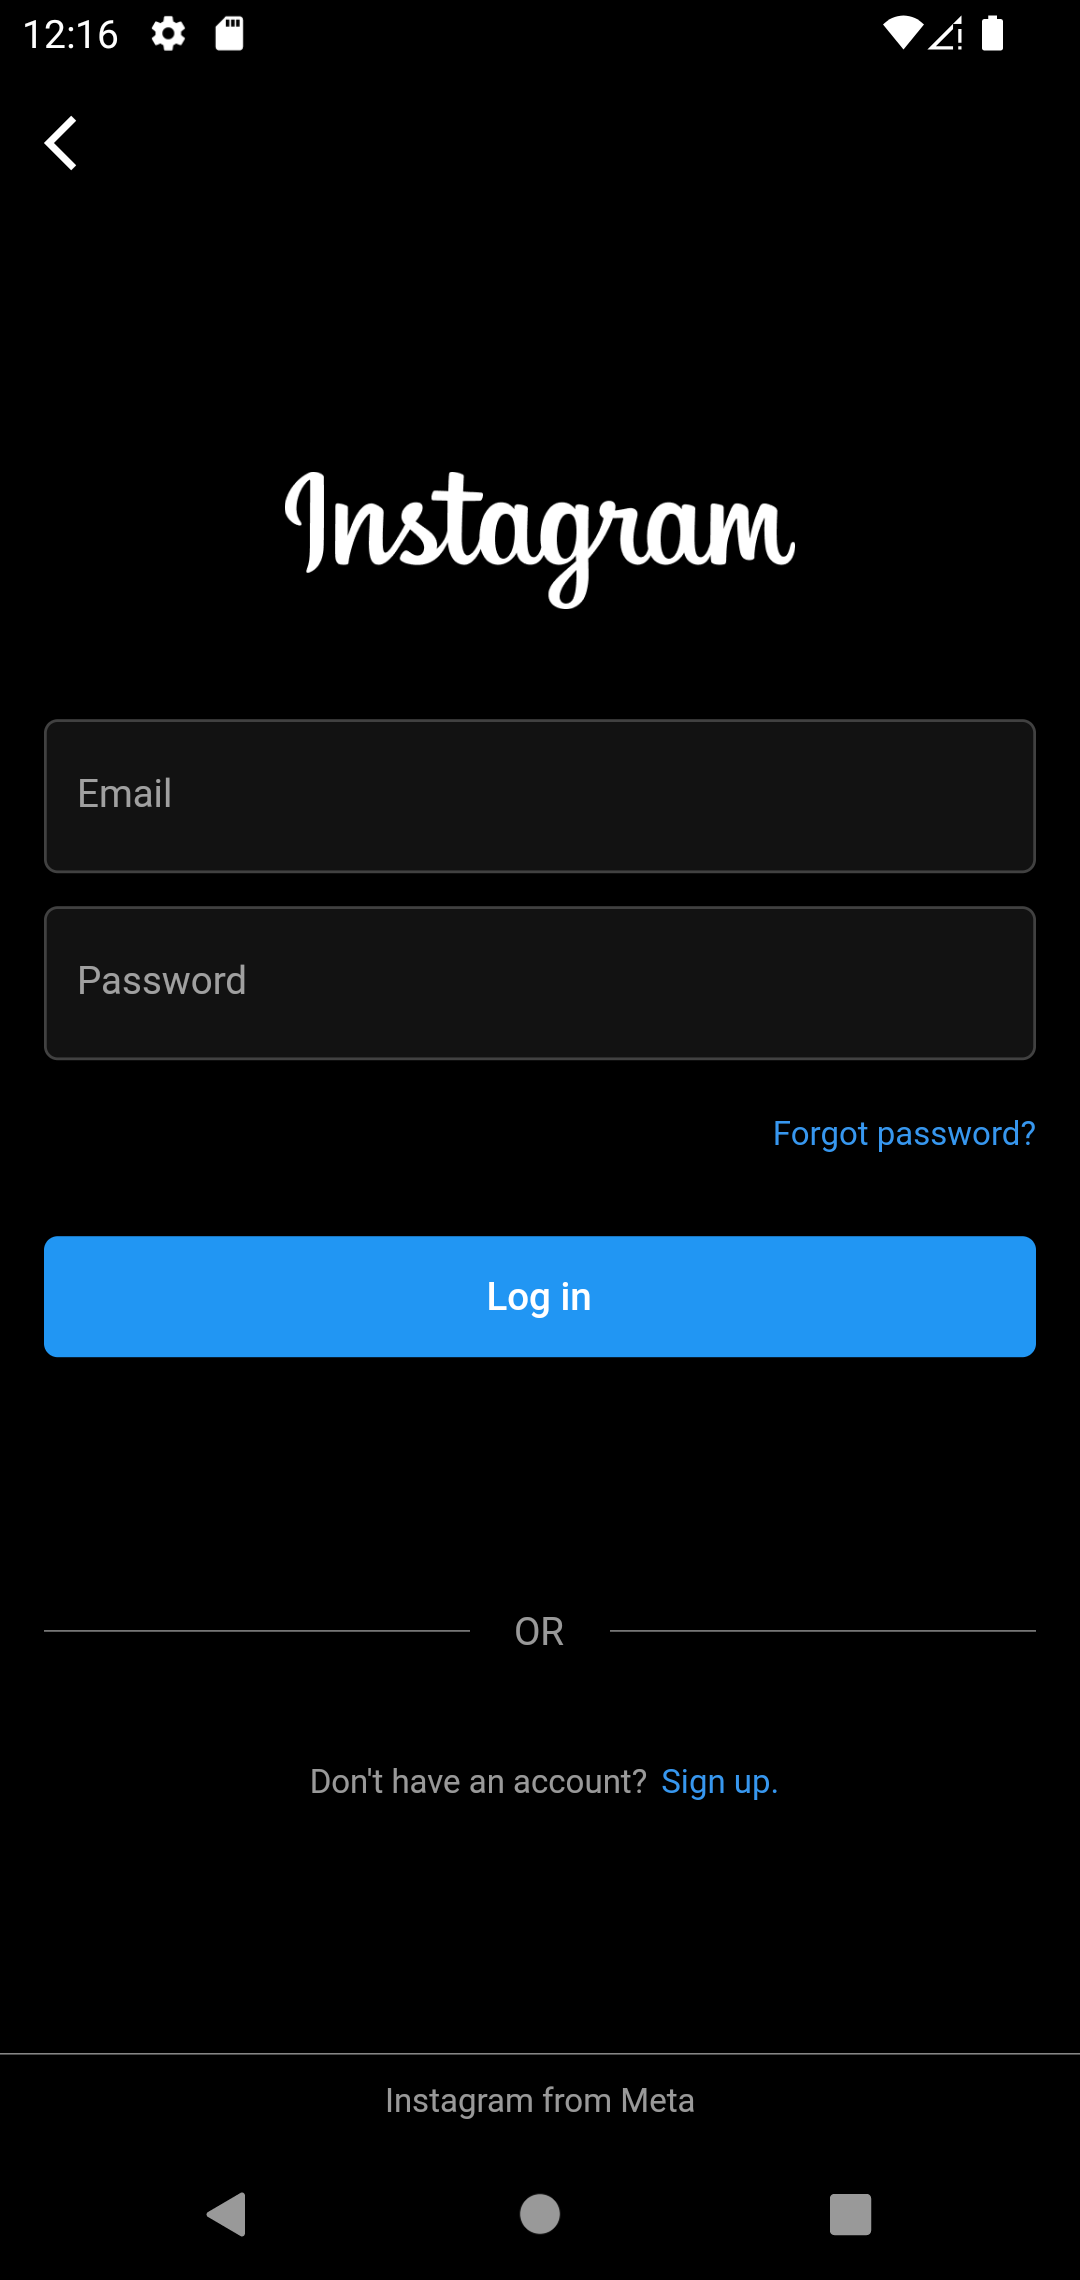 12:16
Instagram
Email
Password
Forgot password?
Log in
OR
Don't have an account? Sign up.
Instagram from Meta